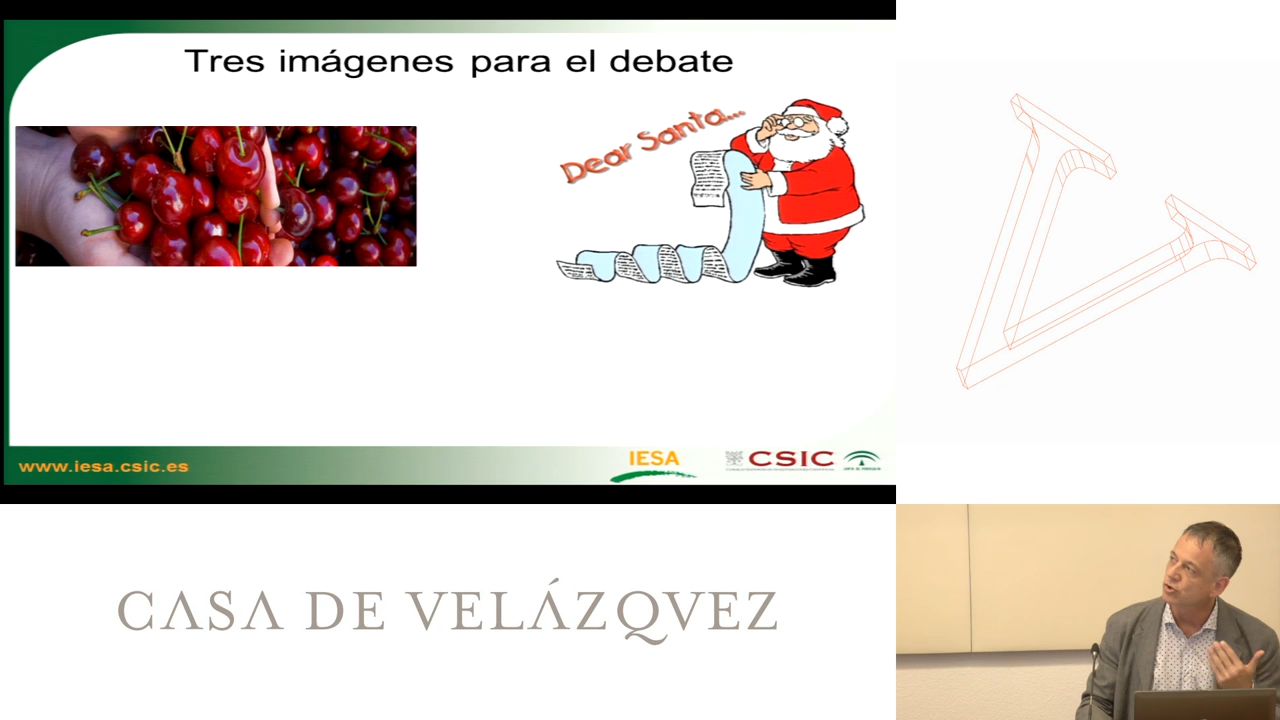 Tres imágenes para el debate
Dear Santa...
www.iesa.csic.es
IESA
CSIC
CASA DE VELÁZQVEZ